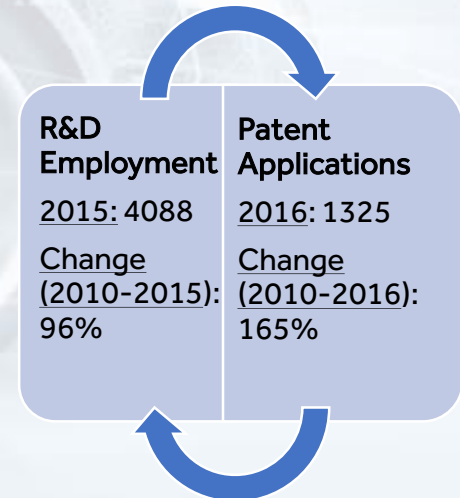 R&D
Employment
2015: 4088
Change
(2010-2015):
96%
Patent
Applications
2016: 1325
Change
(2010-2016):
165%